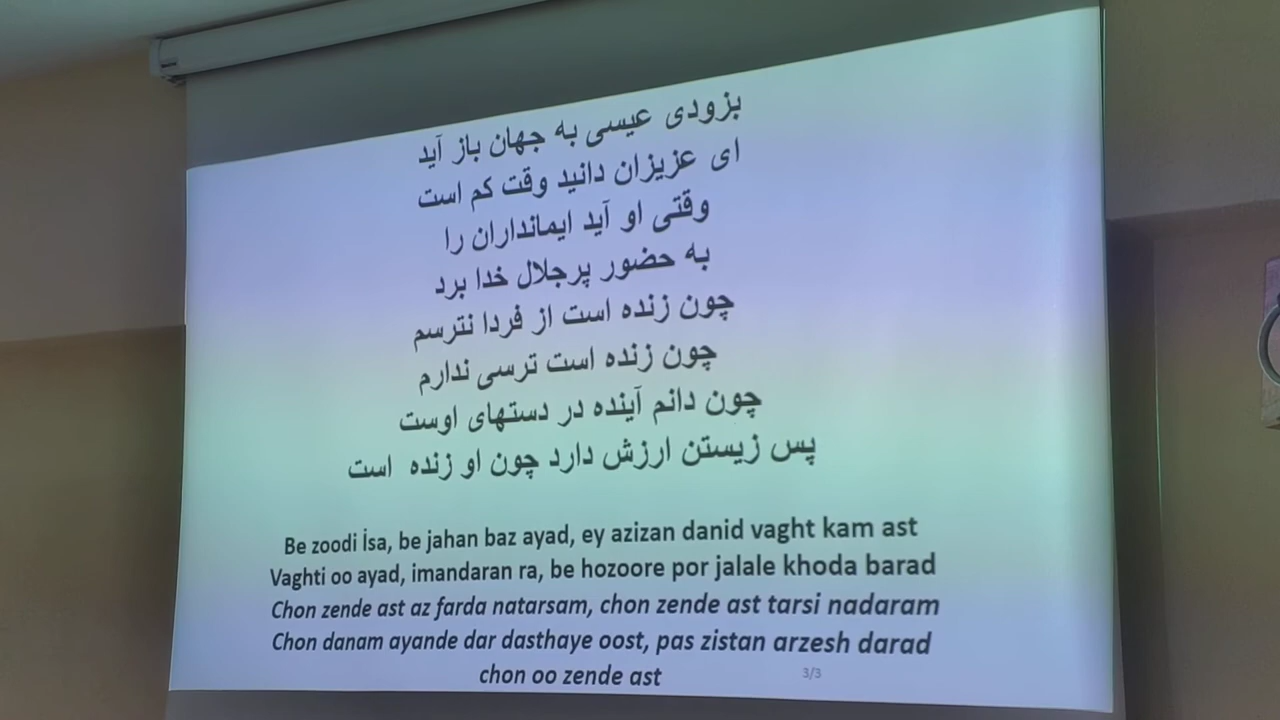 بزودی عیسی به جهان باز آید
ای عزیزان دانید وقت کم است
وقتی او آید ایمانداران را
به حضور پرجلال خدا برد
چون زنده است از فردا نترسم
چون زنده است ترسی ندارم
چون دانم آینده در دستهای اوست
پس زیستن ارزش دارد چون او زنده است
Be zoodi İsa, be jahan baz ayad, ey azizan danid vaght kam ast
Vaghti oo ayad, imandaran ra, be hozoore por jalale khoda barad
Chon zende ast az farda natarsam, chon zende ast tarsi nadaram
Chon danam ayande dar dasthaye oost, pas zistan arzesh darad
chon oo zende ast
3/3